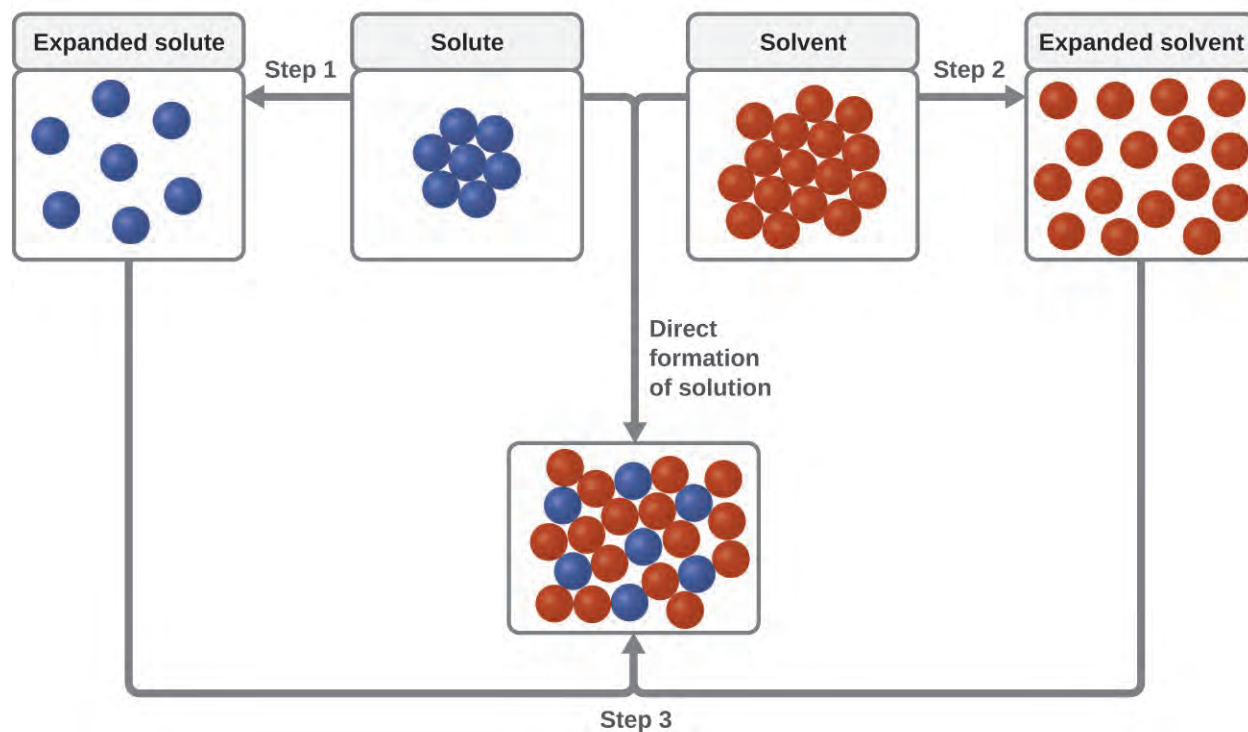 Expanded solute
Solute
Solvent
Expanded solvent
Step 1
Step 2
Direct
formation
of solution
Step 3